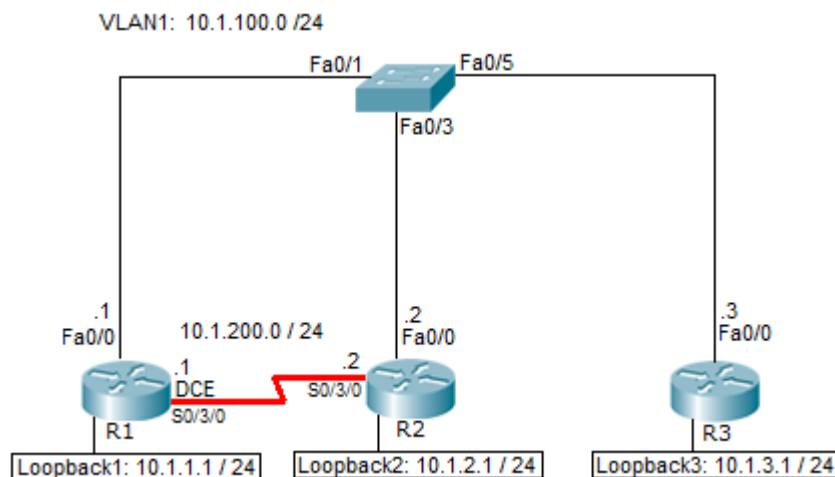 VLAN1: 10.1.100.0 /24
Fa0/1
Fa0/5
Fa0/3
.1
Fa0/0
10.1.200.0 / 24
.2
Fa0/0
.3
Fa0/0
.1
DCE
S0/3/0
.2
S0/3/0
R1
R2
R3
Loopback1: 10.1.1.1 / 24
Loopback2: 10.1.2.1 / 24
Loopback3: 10.1.3.1 / 24